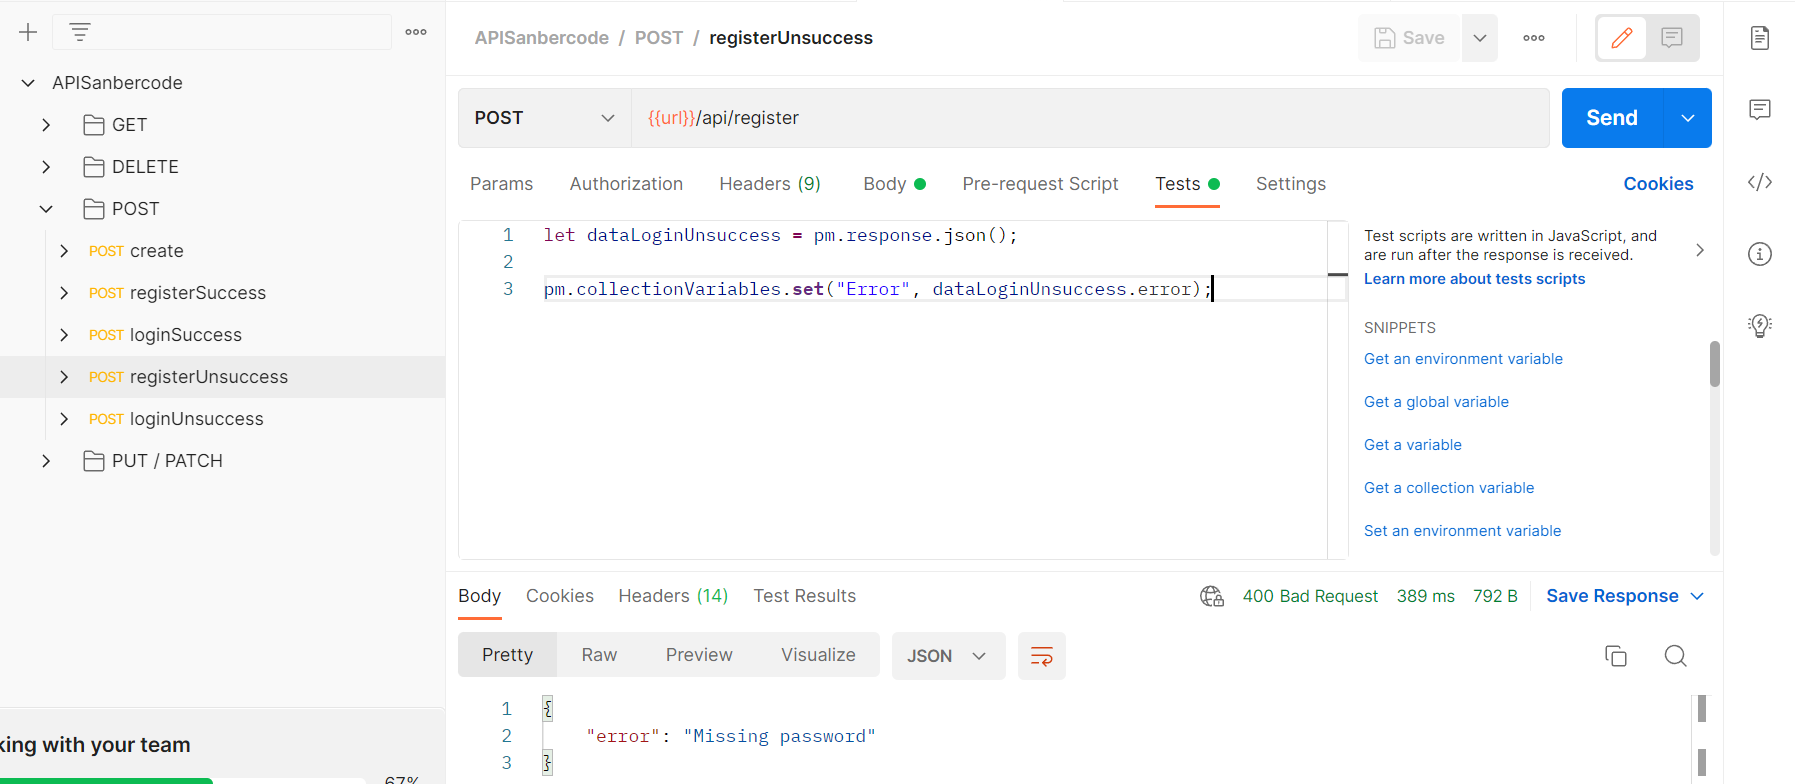 APISanbercode
GET
DELETE
POST
POST create
POST registerSuccess
POST loginSuccess
POST registerUnsuccess
POST loginUnsuccess
PUT / PATCH
king with your team
67%
APISanbercode / POST / registerUnsuccess
Save
POST {{url}}/api/register
Send
Params Authorization Headers (9) Body Pre-request Script Tests Settings Cookies
1 let dataLoginUnsuccess = pm.response.json();
2
3 pm.collectionVariables.set("Error", dataLoginUnsuccess.error);
Test scripts are written in JavaScript, and
are run after the response is received.
Learn more about tests scripts
SNIPPETS
Get an environment variable
Get a global variable
Get a variable
Get a collection variable
Set an environment variable
Body Cookies Headers (14) Test Results 400 Bad Request 389 ms 792 B Save Response
Pretty Raw Preview Visualize JSON
1 {
2 "error": "Missing password"
3 }